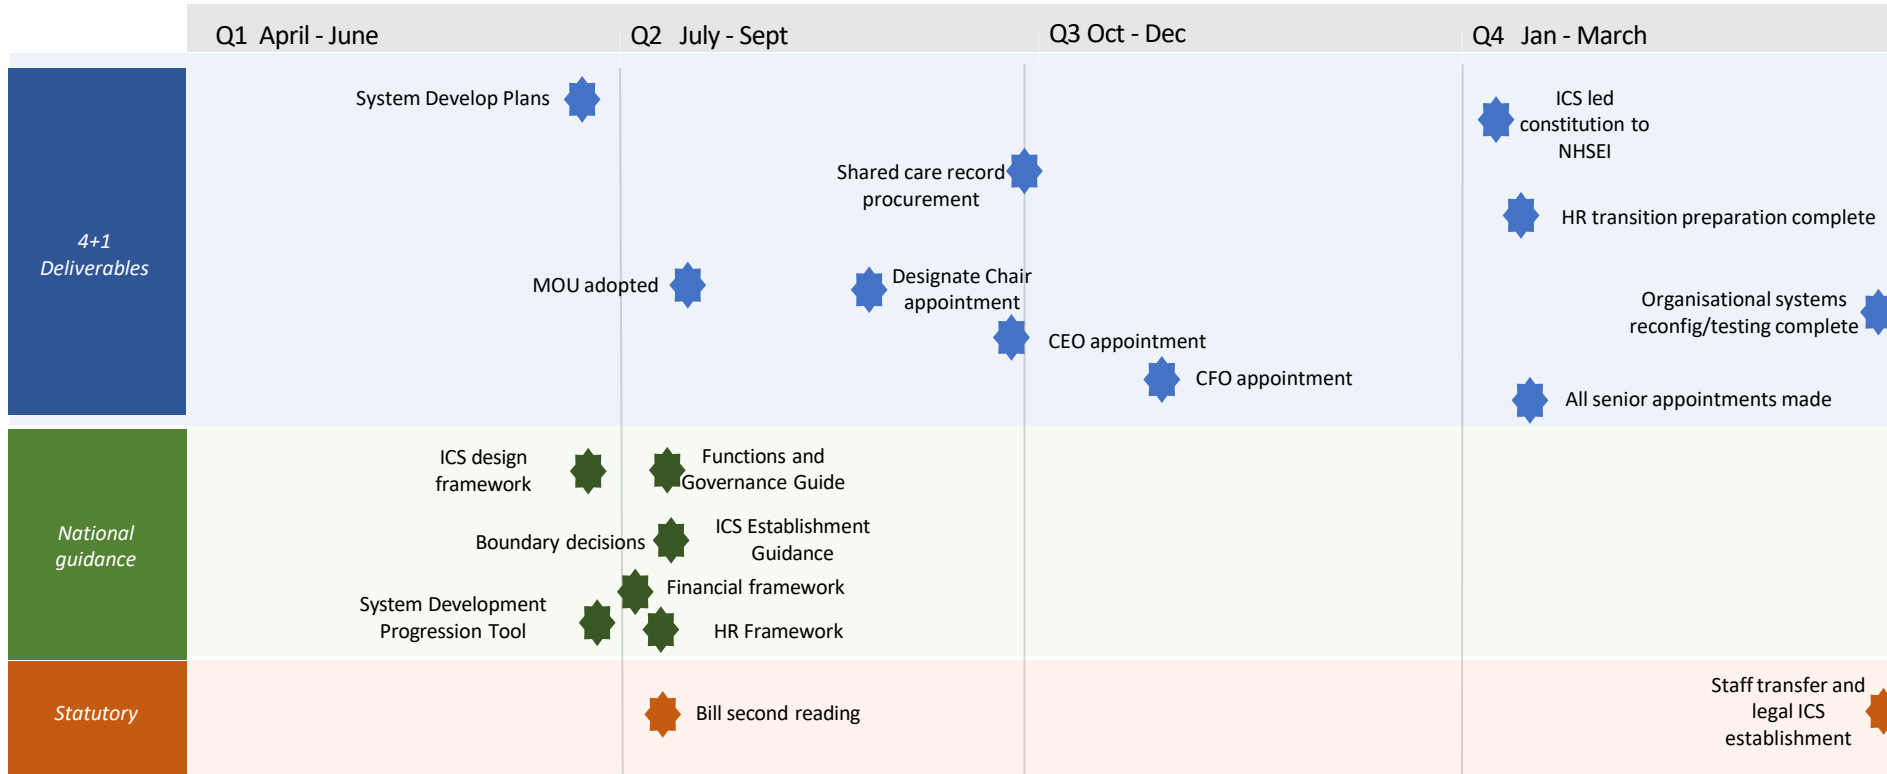 Q1 April - June
Q2 July - Sept
Q3 Oct - Dec
Q4 Jan - March
4+1
Deliverables
System Develop Plans
Shared care record
procurement
MOU adopted
Designate Chair
appointment
CEO appointment
CFO appointment
ICS led
constitution to
NHSEI
HR transition preparation complete
Organisational systems
reconfig/testing complete
All senior appointments made
National
guidance
ICS design
framework
Functions and
Governance Guide
Boundary decisions
ICS Establishment
Guidance
Financial framework
System Development
Progression Tool
HR Framework
Statutory
Bill second reading
Staff transfer and
legal ICS
establishment